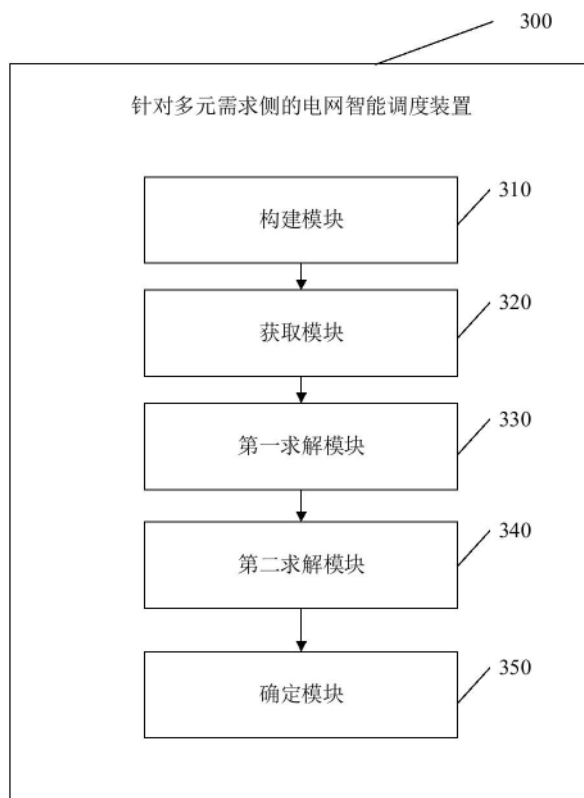 300
针对多元需求侧的电网智能调度装置
310
构建模块
320
获取模块
330
第一求解模块
340
第二求解模块
350
确定模块